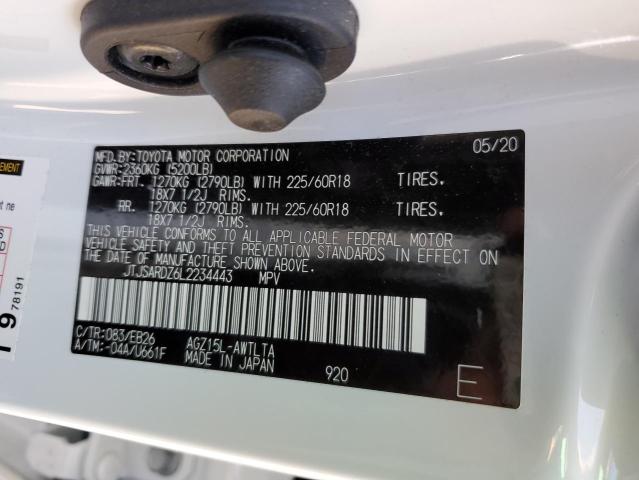 MFD.BY:TOYOTA MOTOR CORPORATION 05/20
GVWR:2360KG (5200LB)
GAWR:FRT. 1270KG (2790LB) WITH 225/60R18 TIRES.
18X7 1/2J RIMS.
RR. 1270KG (2790LB) WITH 225/60R18 TIRES.
18X7 1/2J RIMS.
THIS VEHICLE CONFORMS TO ALL APPLICABLE FEDERAL MOTOR
VEHICLE SAFETY AND THEFT PREVENTION STANDARDS IN EFFECT ON
THE DATE OF MANUFACTURE SHOWN ABOVE.
JTJSARDZ6L2234443 MPV
C/TR:083/EB26 AGZ15L-AWTLTA
A/TM:-04A/U661F MADE IN JAPAN
920 E
78191